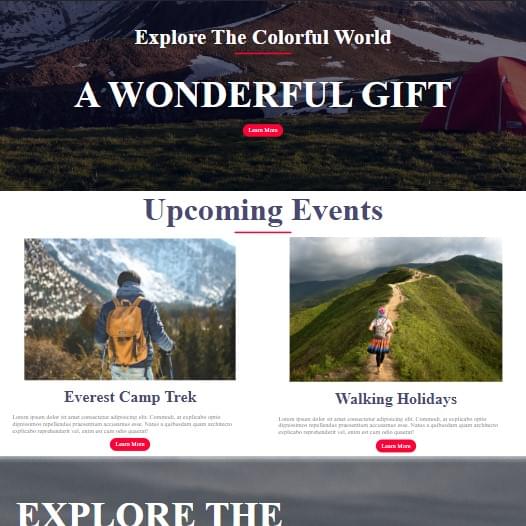 Explore The Colorful World
A WONDERFUL GIFT
Learn More
Upcoming Events
Everest Camp Trek
Lorem ipsum dolor sit amet consectetur adipisicing elit. Commodi, at explicabo optio
dignissimos repellendus praesentium accusamus esse. Natus a quibusdam quam architecto
explicabo reprehenderit vel, enim est cum odio quaerat!
Learn More
Walking Holidays
Lorem ipsum dolor sit amet consectetur adipisicing elit. Commodi, at explicabo optio
dignissimos repellendus praesentium accusamus esse. Natus a quibusdam quam architecto
explicabo reprehenderit vel, enim est cum odio quaerat!
Learn More
EXPLORE THE